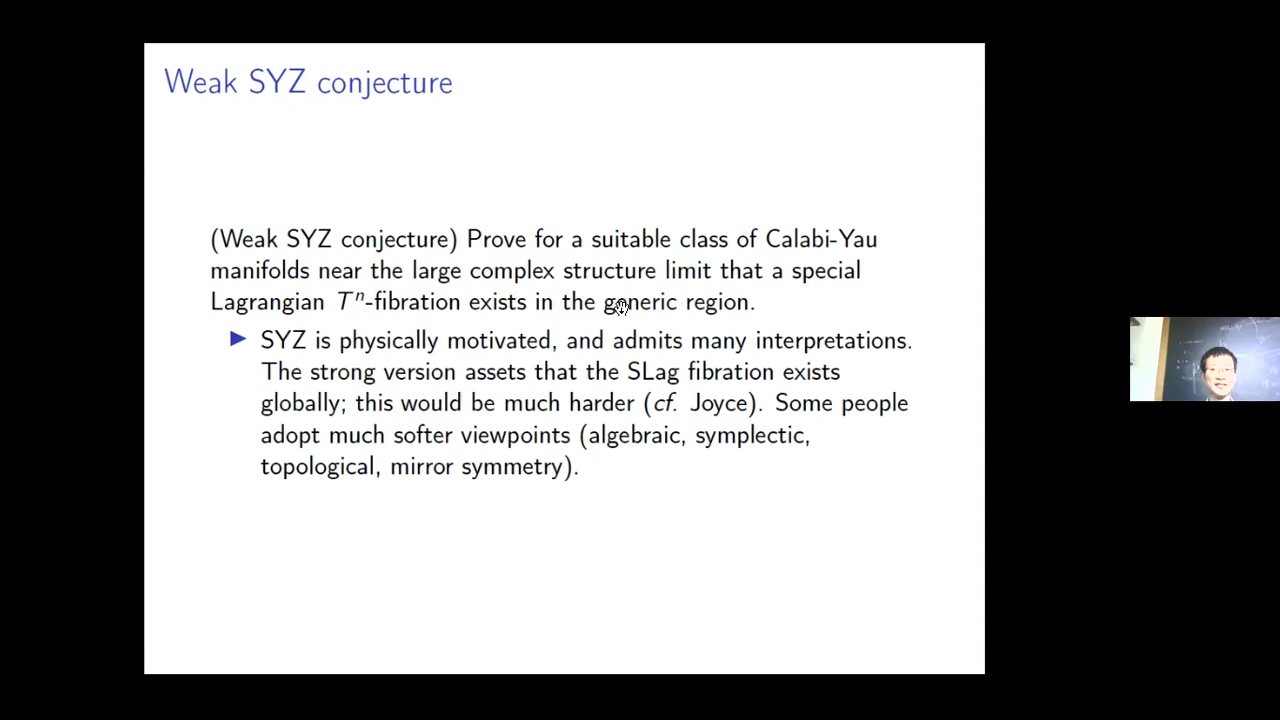 Weak SYZ conjecture
(Weak SYZ conjecture) Prove for a suitable class of Calabi-Yau
manifolds near the large complex structure limit that a special
Lagrangian Tⁿ-fibration exists in the generic region.
▶ SYZ is physically motivated, and admits many interpretations.
The strong version assets that the SLag fibration exists
globally; this would be much harder (cf. Joyce). Some people
adopt much softer viewpoints (algebraic, symplectic,
topological, mirror symmetry).